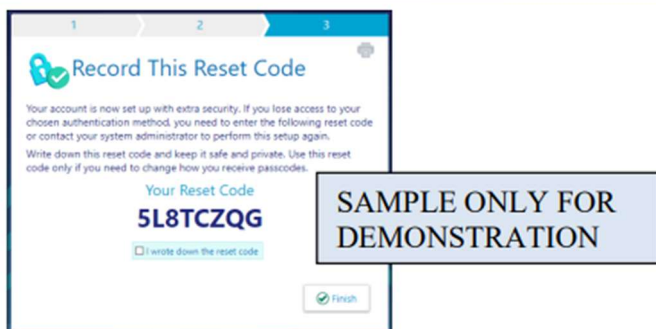 1 2 3
Record This Reset Code
Your account is now set up with extra security. If you lose access to your
chosen authentication method, you need to enter the following reset code
or contact your system administrator to perform this setup again.
Write down this reset code and keep it safe and private. Use this reset
code only if you need to change how you receive passcodes.
Your Reset Code
5L8TCZQG
I wrote down the reset code
Finish
SAMPLE ONLY FOR
DEMONSTRATION